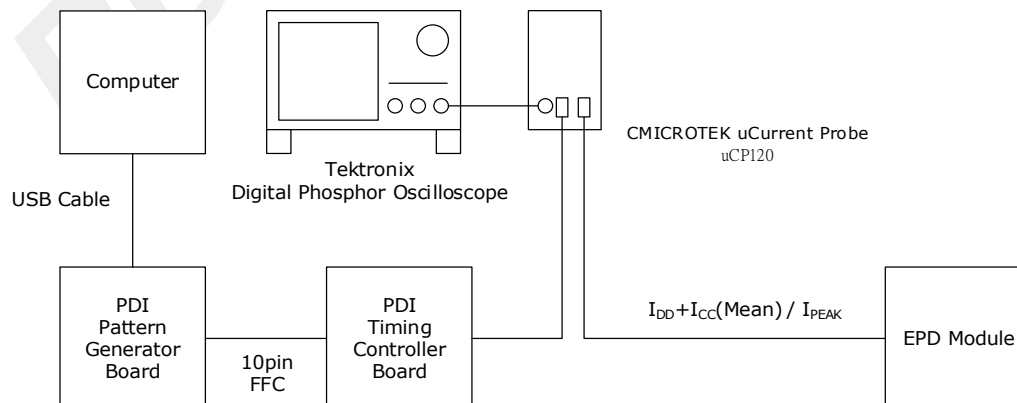 Computer
Tektronix
Digital Phosphor Oscilloscope
CMICROTEK uCurrent Probe
uCP120
USB Cable
PDI
Pattern
Generator
Board
10pin
FFC
PDI
Timing
Controller
Board
IDD+ICC(Mean) / IPEAK
EPD Module